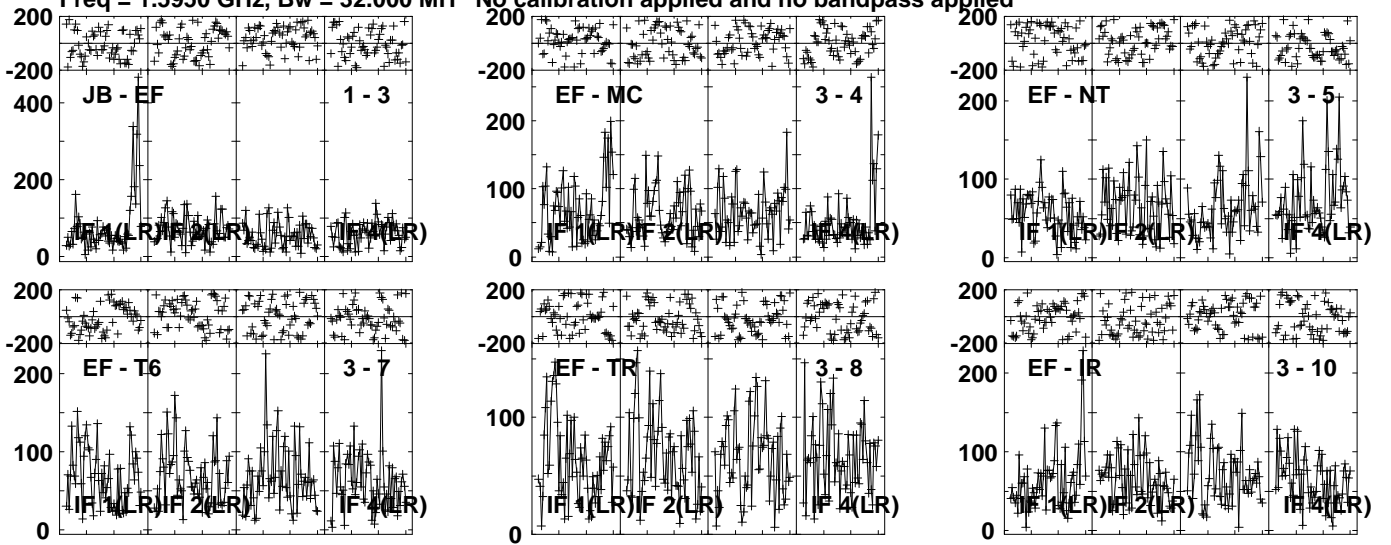 Freq = 1.5950 GHz, Bw = 32.000 MH No calibration applied and no bandpass applied
200 200 200
-200 -200 -200
JB - EF 1 - 3 EF - MC 3 - 4 EF - NT 3 - 5
400 200 200
200 100 100
IF 1(LR) IF 2(LR) IF 4(LR) IF 1(LR) IF 2(LR) IF 4(LR) IF 1(LR) IF 2(LR) IF 4(LR)
0 0 0
200 200 200
-200 -200 -200
EF - T6 3 - 7 EF - TR 3 - 8 EF - IR 3 - 10
200 200
100 100 100
IF 1(LR) IF 2(LR) IF 4(LR) IF 1(LR) IF 2(LR) IF 4(LR) IF 1(LR) IF 2(LR) IF 4(LR)
0 0 0